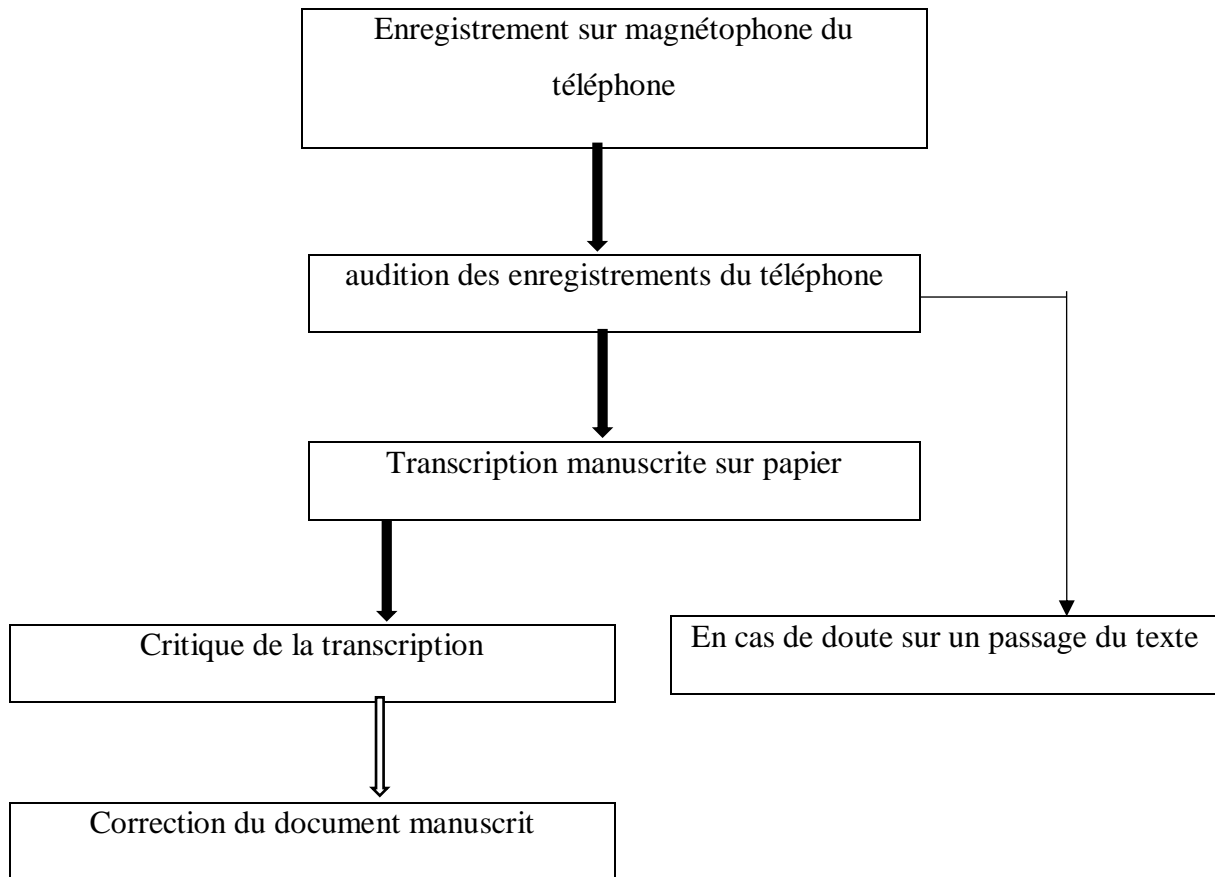 Enregistrement sur magnétophone du
téléphone
audition des enregistrements du téléphone
Transcription manuscrite sur papier
Critique de la transcription
En cas de doute sur un passage du texte
Correction du document manuscrit